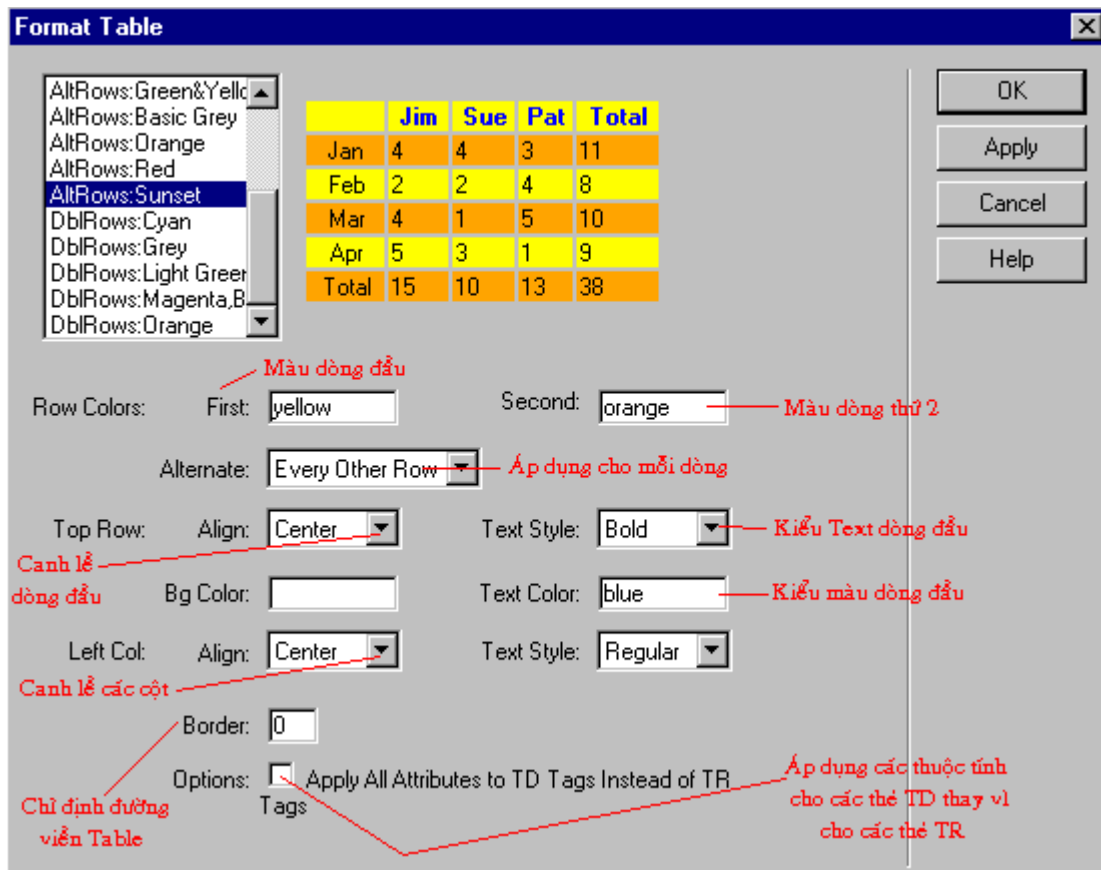 Format Table
AltRows:Green&Yello
AltRows:Basic Grey
AltRows:Orange
AltRows:Red
AltRows:Sunset
DblRows:Cyan
DblRows:Grey
DblRows:Light Green
DblRows:Magenta,B
DblRows:Orange
Jim Sue Pat Total
Jan 4 4 3 11
Feb 2 2 4 8
Mar 4 1 5 10
Apr 5 3 1 9
Total 15 10 13 38
OK
Apply
Cancel
Help
Màu dòng đầu
Row Colors: First: yellow Second: orange Màu dòng thứ 2
Alternate: Every Other Row Áp dụng cho mỗi dòng
Top Row: Align: Center Text Style: Bold Kiểu Text dòng đầu
Canh lề
dòng đầu
Bg Color: Text Color: blue Kiểu màu dòng đầu
Left Col: Align: Center Text Style: Regular
Canh lề các cột
Border: 0
Options: Apply All Attributes to TD Tags Instead of TR
Tags
Chỉ định đường
viền Table
Áp dụng các thuộc tính
cho các thẻ TD thay vì
cho các thẻ TR